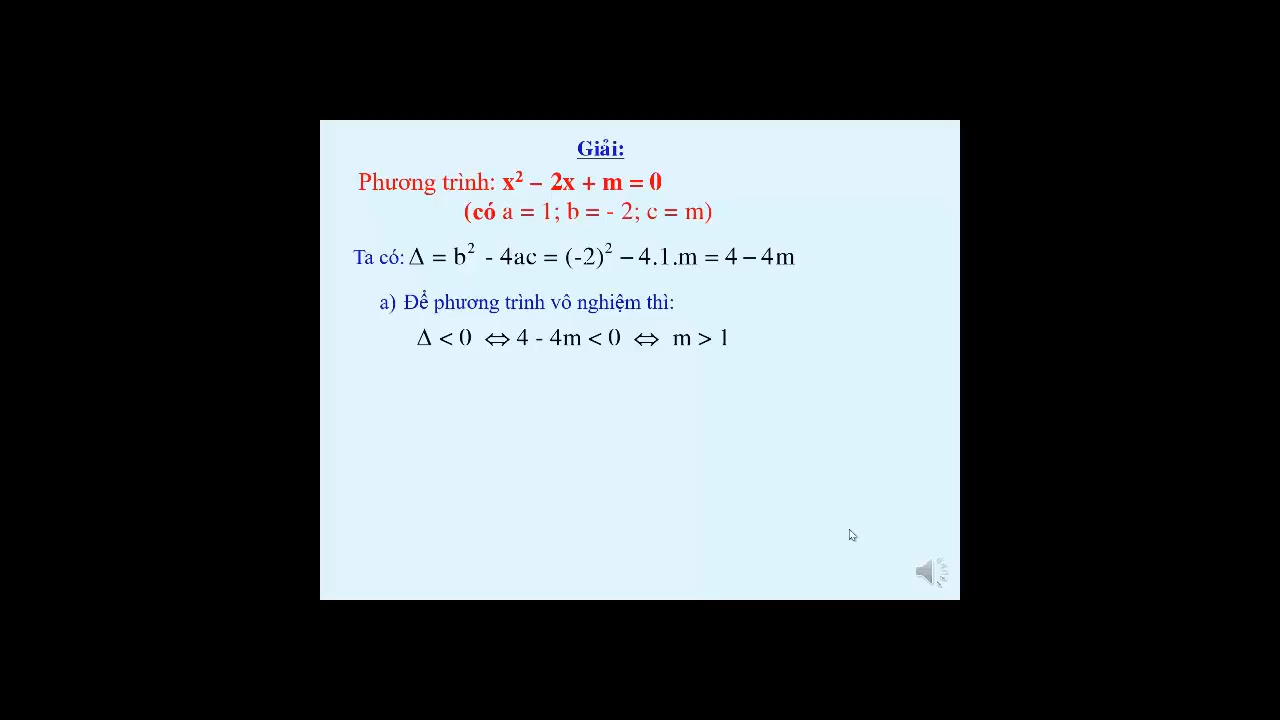 Giải:
Phương trình: x² – 2x + m = 0
(có a = 1; b = - 2; c = m)
Ta có: Δ = b² - 4ac = (-2)² – 4.1.m = 4 – 4m
a) Để phương trình vô nghiệm thì:
Δ < 0 ⇔ 4 - 4m < 0 ⇔ m > 1